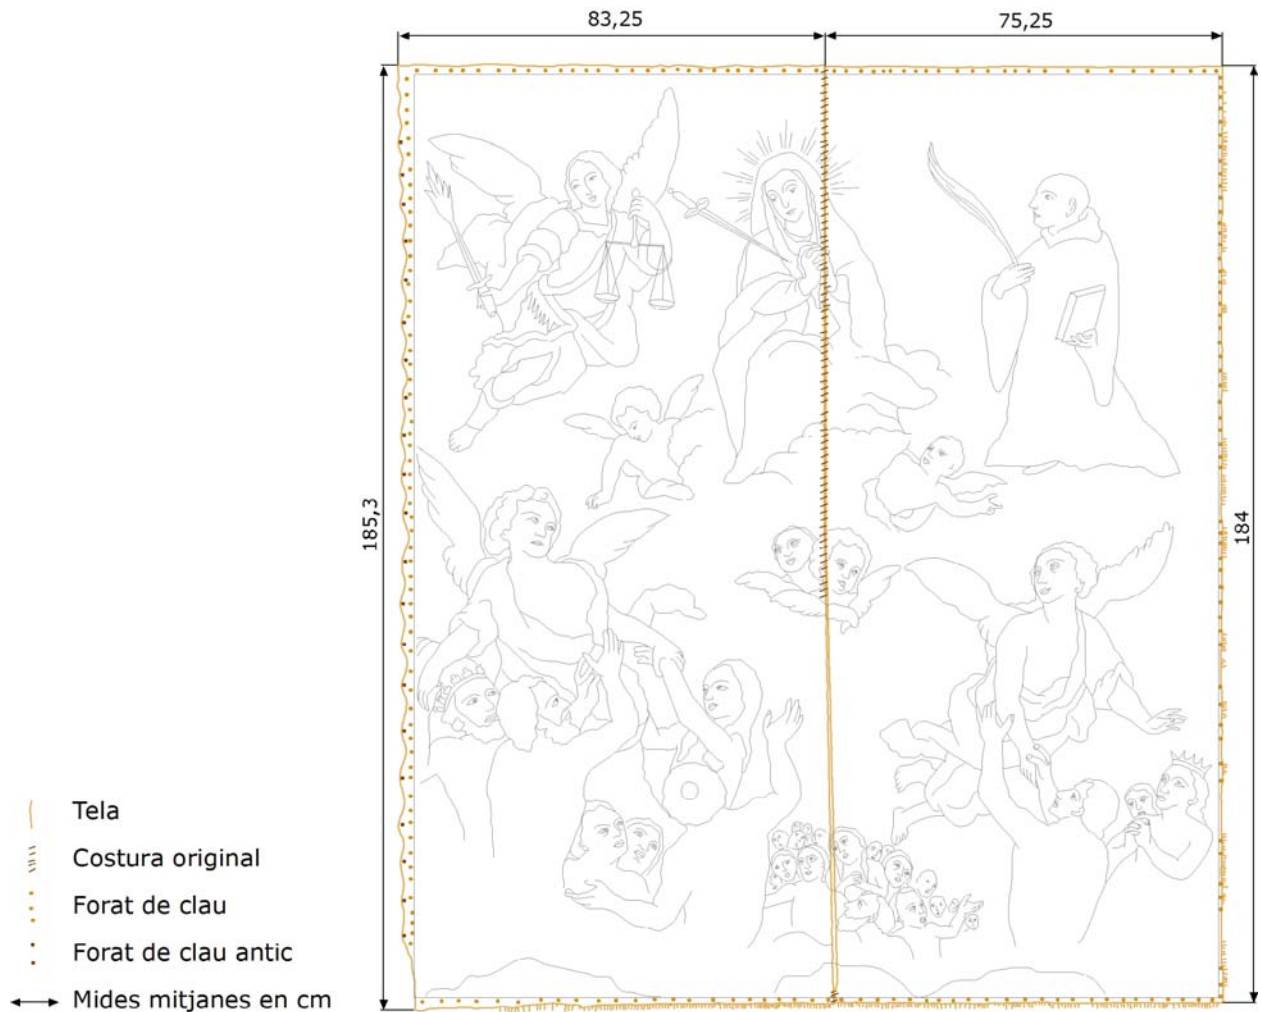 83,25
75,25
185,3
184
Tela
Costura original
Forat de clau
Forat de clau antic
Mides mitjanes en cm